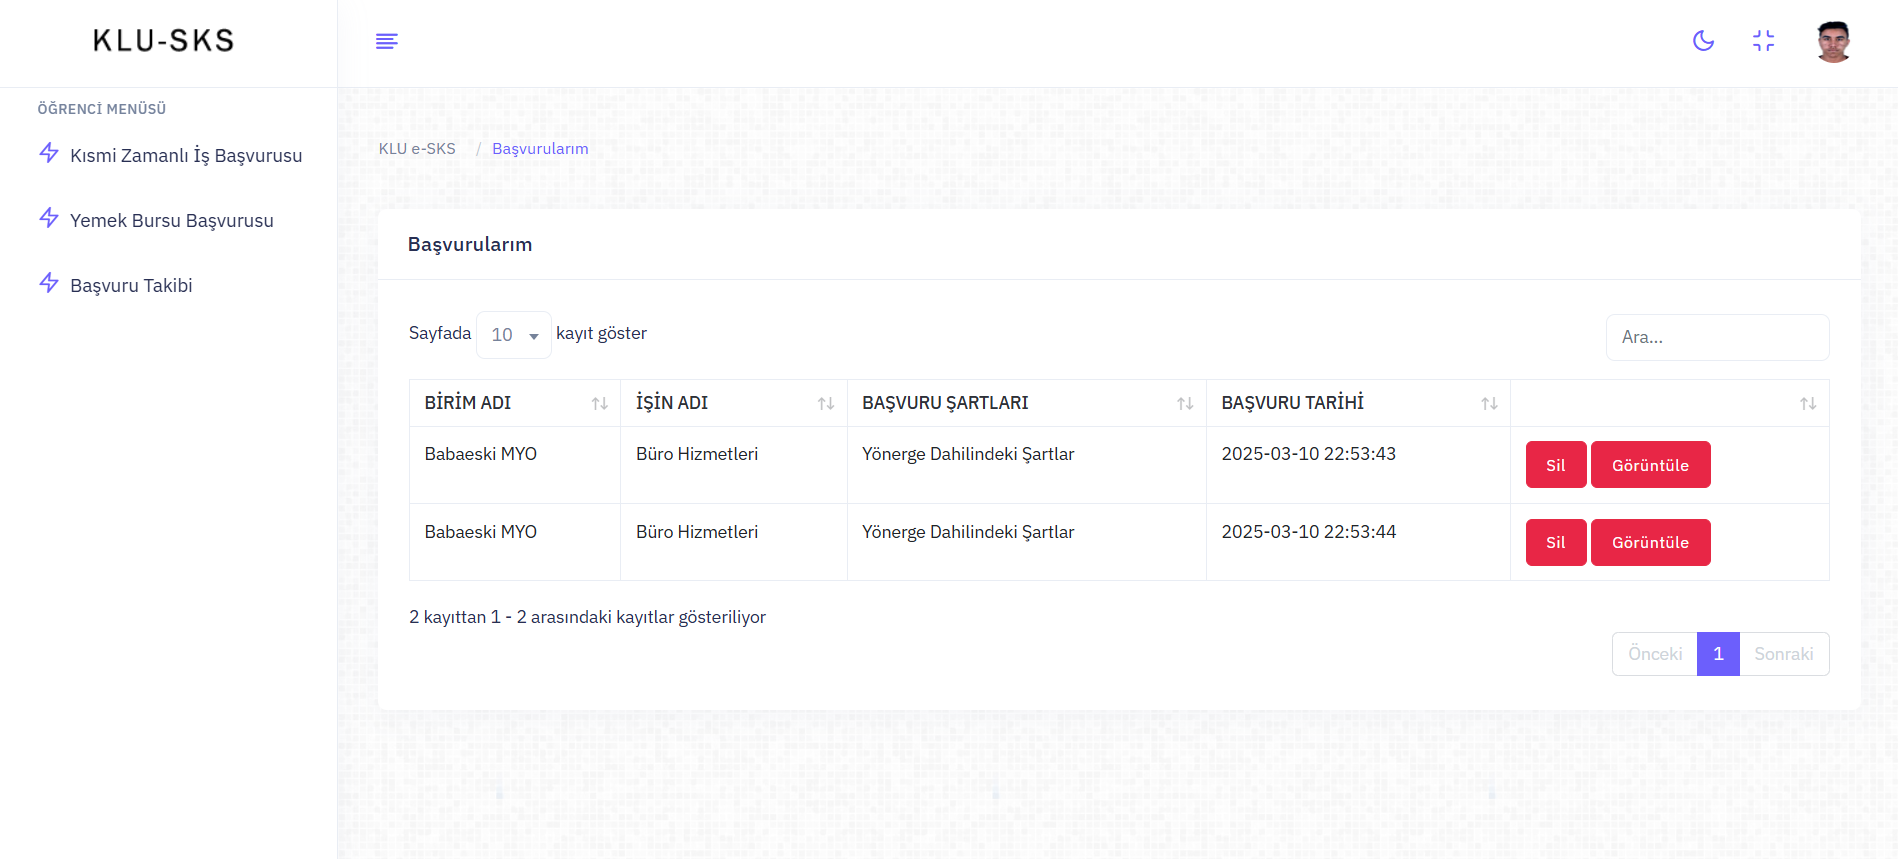 KLU-SKS
ÖĞRENCİ MENÜSÜ
Kısmi Zamanlı İş Başvurusu
Yemek Bursu Başvurusu
Başvuru Takibi
KLU e-SKS / Başvurularım
Başvurularım
Sayfada 10 kayıt göster
Ara...
BİRİM ADI İŞİN ADI BAŞVURU ŞARTLARI BAŞVURU TARİHİ
Babaeski MYO Büro Hizmetleri Yönerge Dahilindeki Şartlar 2025-03-10 22:53:43 Sil Görüntüle
Babaeski MYO Büro Hizmetleri Yönerge Dahilindeki Şartlar 2025-03-10 22:53:44 Sil Görüntüle
2 kayıttan 1 - 2 arasındaki kayıtlar gösteriliyor
Önceki 1 Sonraki